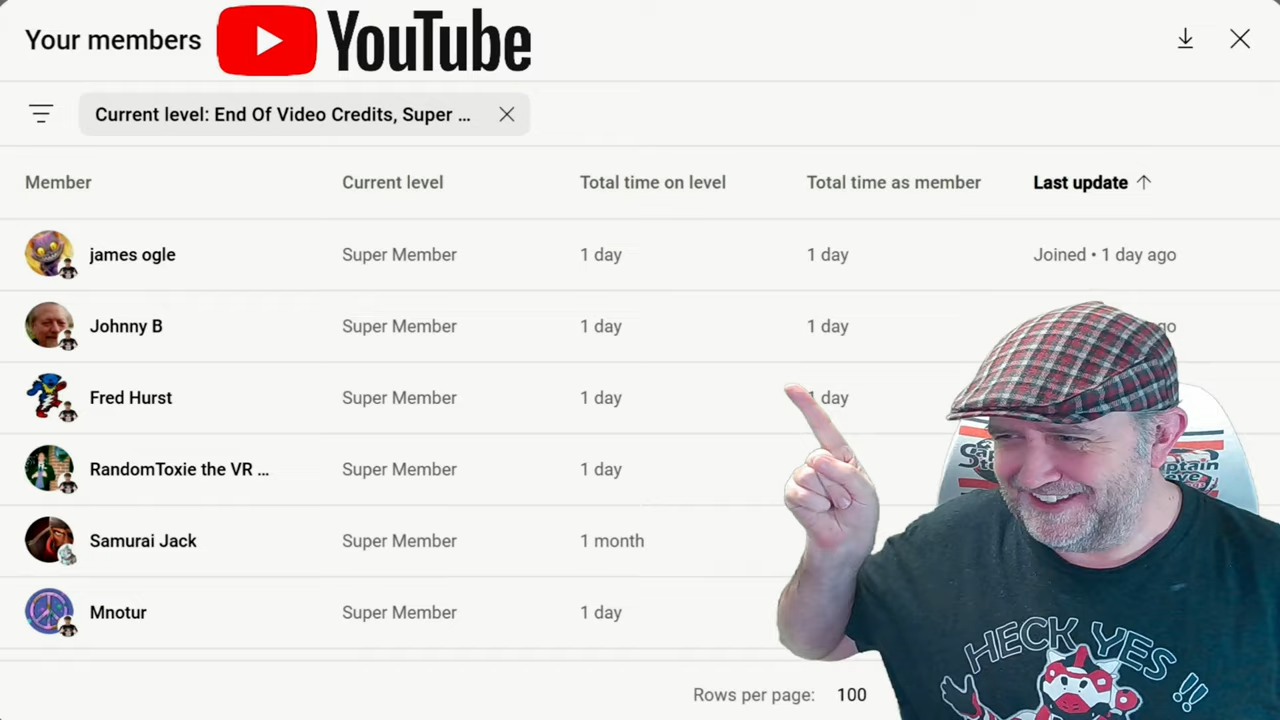 Your members YouTube
Current level: End Of Video Credits, Super ...
Member Current level Total time on level Total time as member Last update
james ogle Super Member 1 day 1 day Joined • 1 day ago
Johnny B Super Member 1 day 1 day go
Fred Hurst Super Member 1 day 1 day
RandomToxie the VR ... Super Member 1 day
Samurai Jack Super Member 1 month
Mnotur Super Member 1 day
Rows per page: 100
HECK YES!!